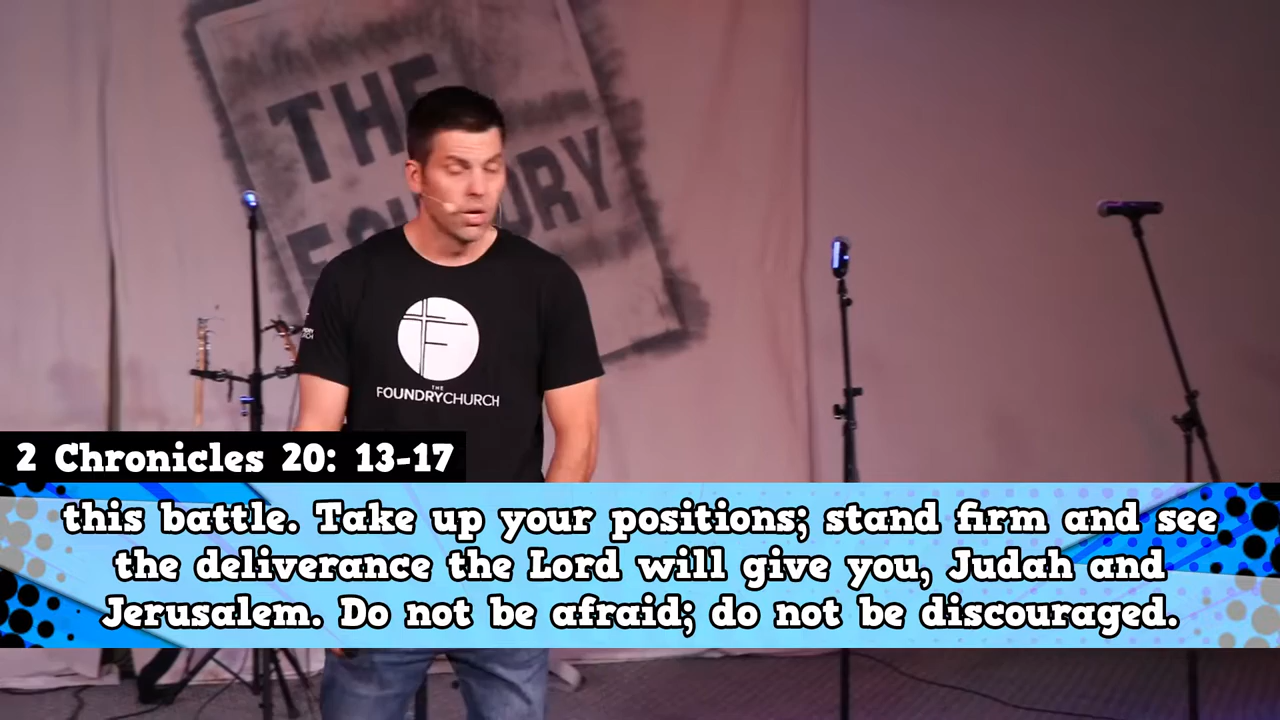 THE
FOUNDRY
THE
FOUNDRYCHURCH
2 Chronicles 20: 13-17
this battle. Take up your positions; stand firm and see
the deliverance the Lord will give you, Judah and
Jerusalem. Do not be afraid; do not be discouraged.